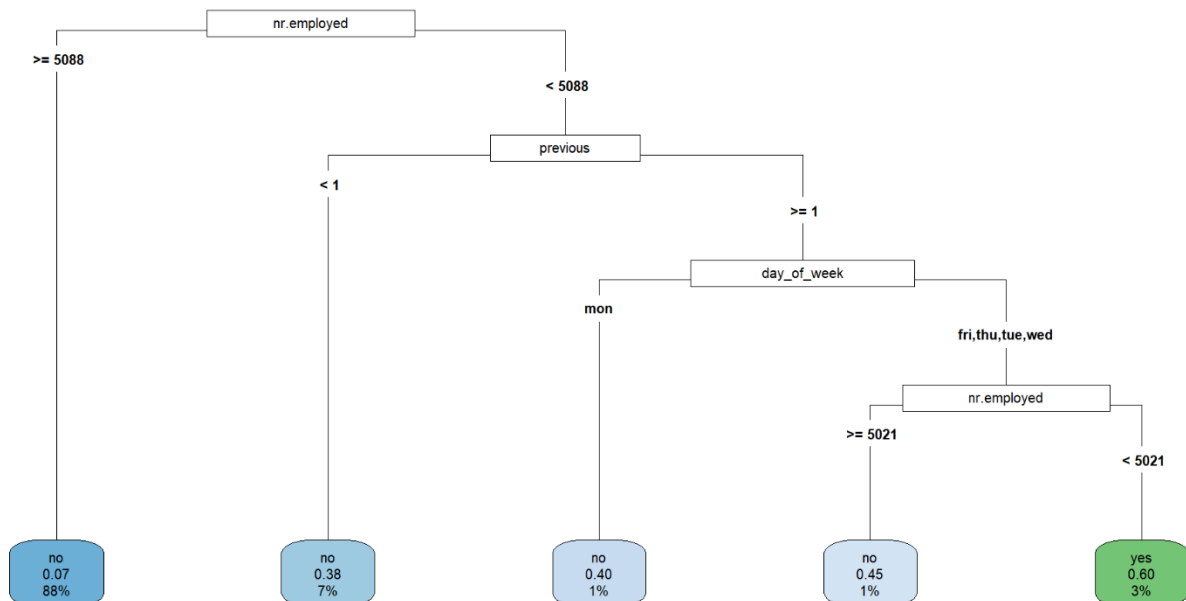 nr.employed
>= 5088
< 5088
previous
< 1
>= 1
day_of_week
mon
fri,thu,tue,wed
nr.employed
>= 5021
< 5021
no
0.07
88%
no
0.38
7%
no
0.40
1%
no
0.45
1%
yes
0.60
3%